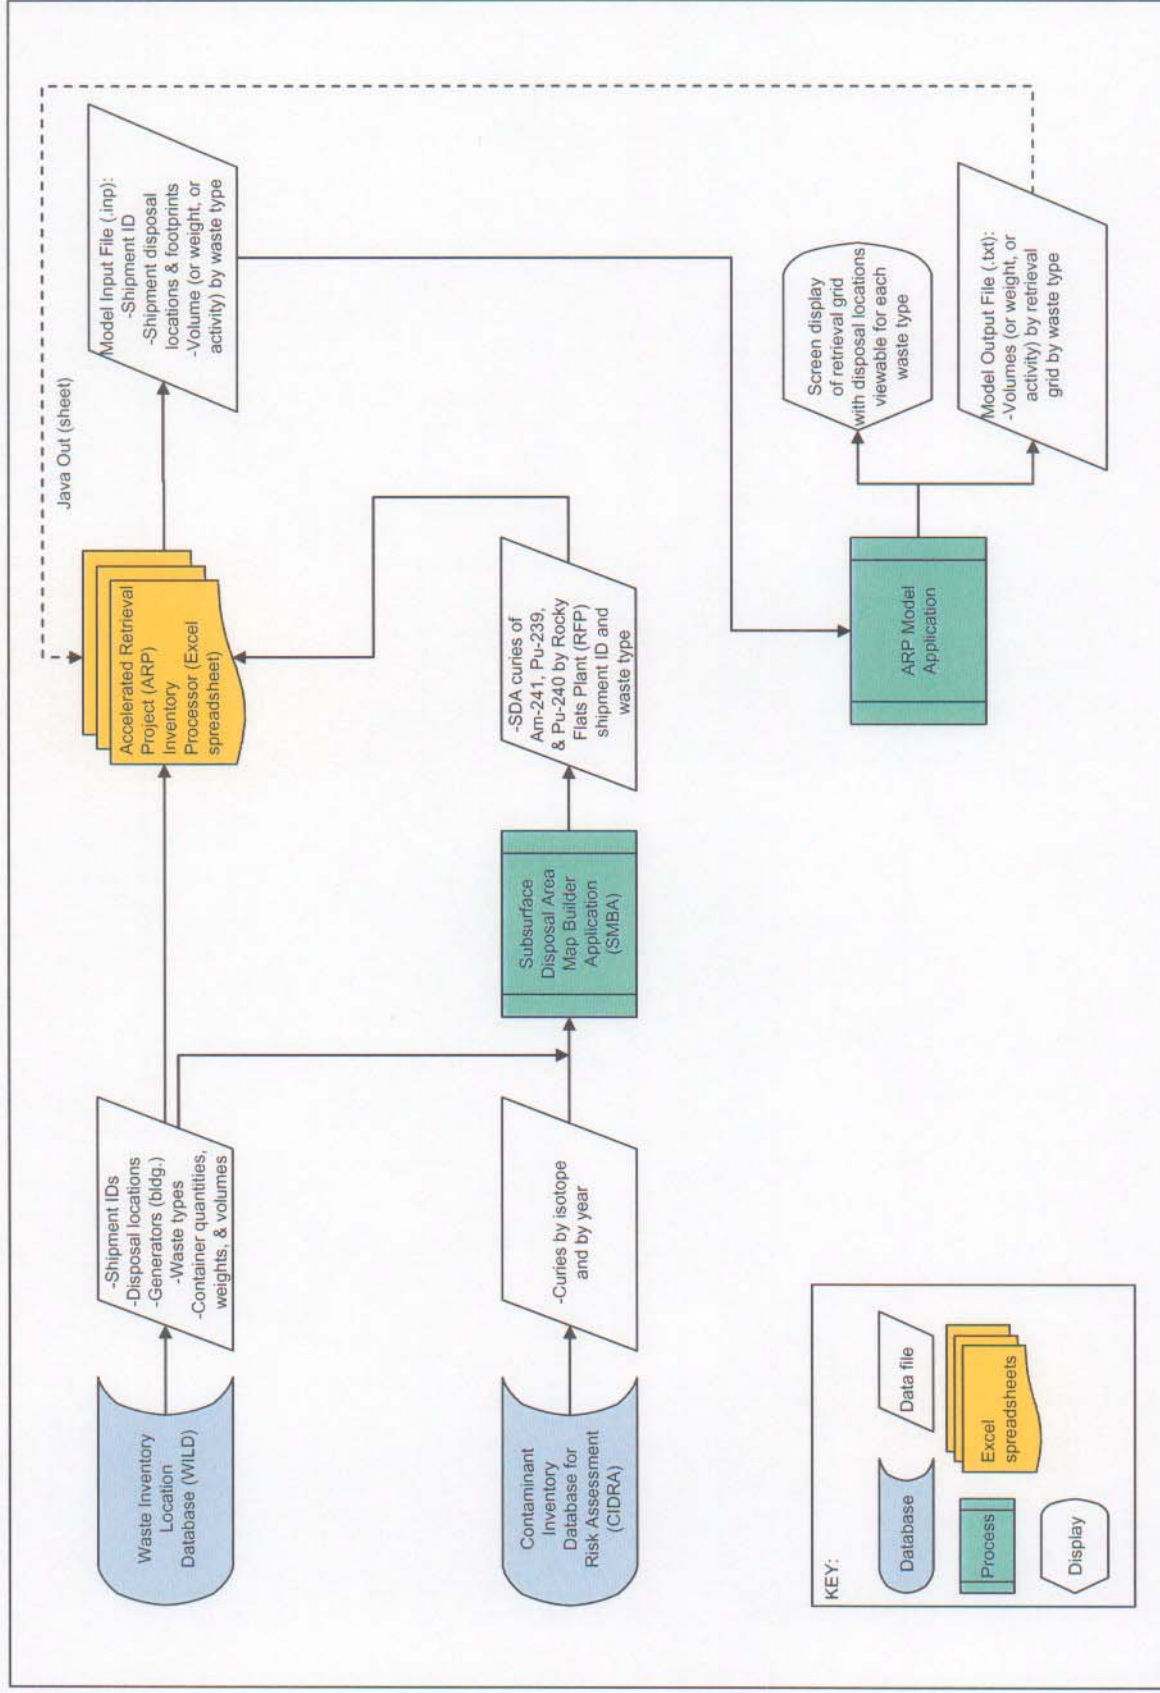 Waste Inventory
Location
Database (WILD)
-Shipment IDs
-Disposal locations
-Generators (bldg.)
-Waste types
-Container quantities,
weights, & volumes
Accelerated Retrieval
Project (ARP)
Inventory
Processor (Excel
spreadsheet)
Java Out (sheet)
Model Input File (.inp):
-Shipment ID
-Shipment disposal
locations & footprints
-Volume (or weight, or
activity) by waste type
Contaminant
Inventory
Database for
Risk Assessment
(CIDRA)
-Curies by isotope
and by year
Subsurface
Disposal Area
Map Builder
Application
(SMBA)
-SDA curies of
Am-241, Pu-239,
& Pu-240 by Rocky
Flats Plant (RFP)
shipment ID and
waste type
ARP Model
Application
Screen display
of retrieval grid
with disposal locations
viewable for each
waste type
Model Output File (.txt):
-Volumes (or weight, or
activity) by retrieval
grid by waste type
KEY:
Database
Data file
Process
Excel
spreadsheets
Display